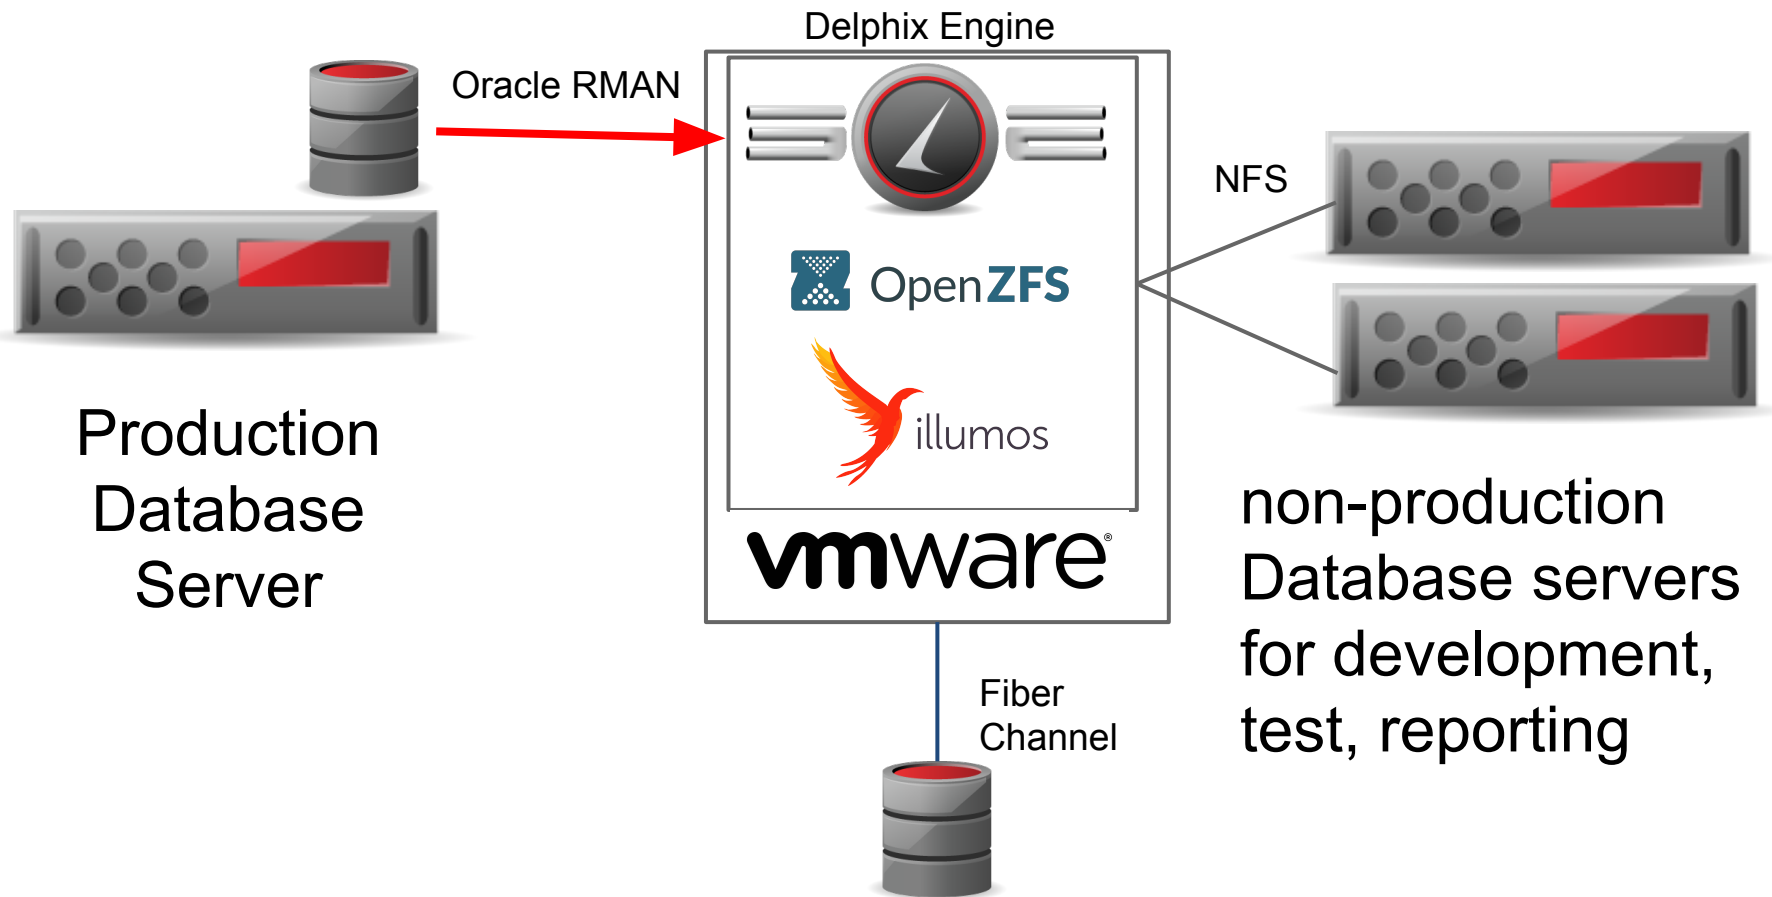 Delphix Engine
Oracle RMAN
NFS
OpenZFS
illumos
vmware®
Production
Database
Server
non-production
Database servers
for development,
test, reporting
Fiber
Channel